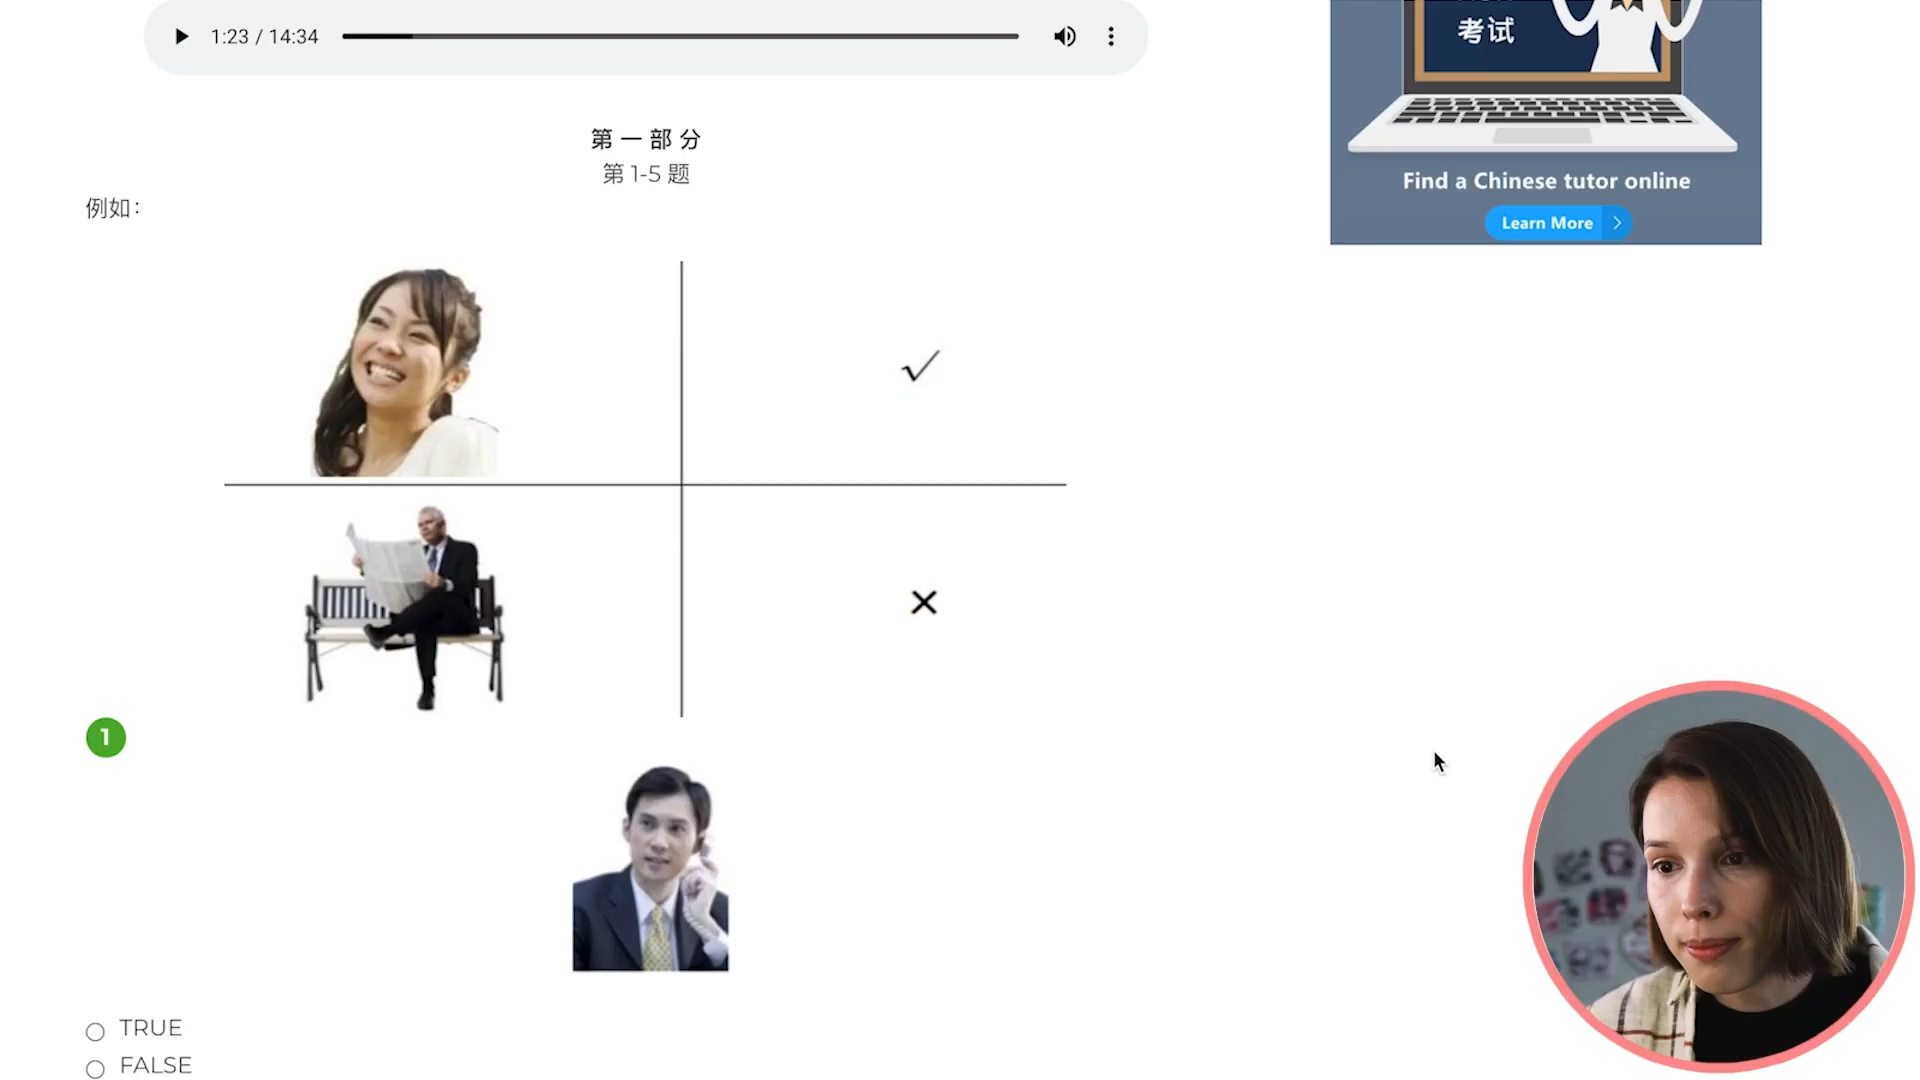 1:23 / 14:34
考试
第一部分
第 1-5 题
例如：
Find a Chinese tutor online
Learn More
1
TRUE
FALSE